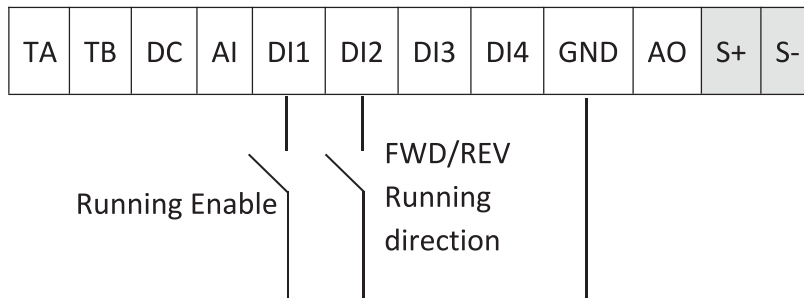 TA TB DC AI DI1 DI2 DI3 DI4 GND AO S+ S-
FWD/REV
Running Enable
Running
direction